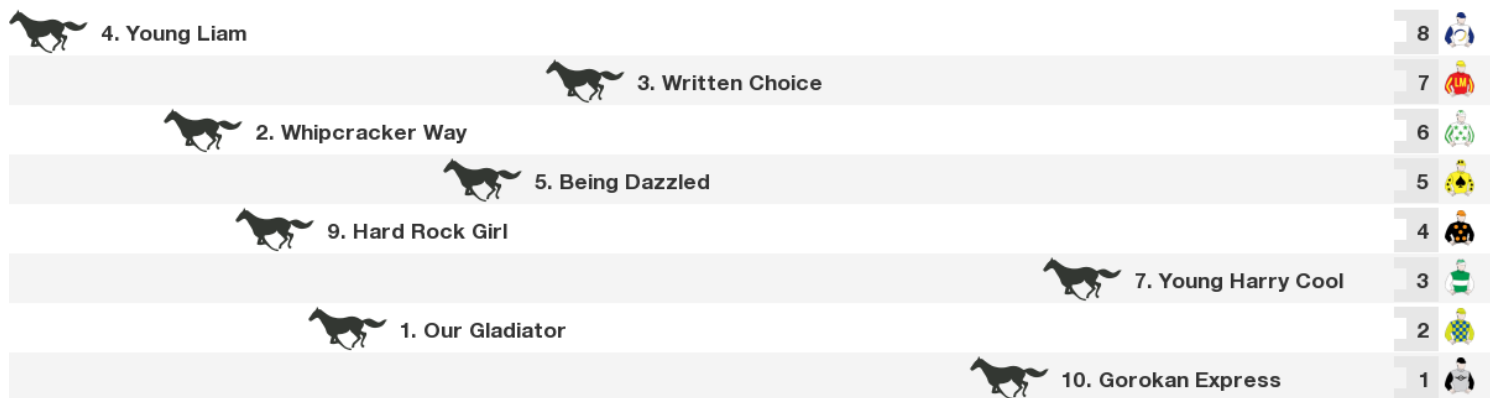 4. Young Liam 8
3. Written Choice 7 LM
2. Whipcracker Way 6
5. Being Dazzled 5
9. Hard Rock Girl 4
7. Young Harry Cool 3
1. Our Gladiator 2
10. Gorokan Express 1